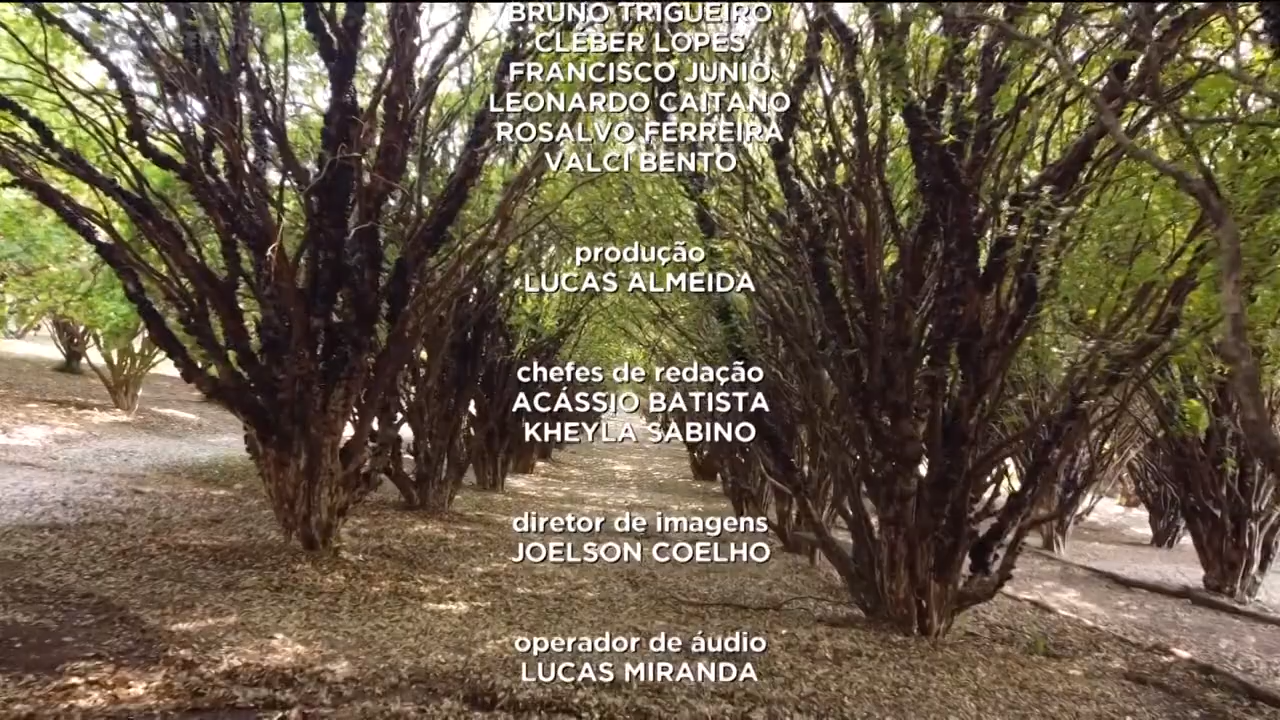 BRUNO TRIGUEIRO
CLÉBER LOPES
FRANCISCO JUNIO
LEONARDO CAITANO
ROSALVO FERREIRA
VALCI BENTO
produção
LUCAS ALMEIDA
chefes de redação
ACÁSSIO BATISTA
KHEYLA SABINO
diretor de imagens
JOELSON COELHO
operador de áudio
LUCAS MIRANDA